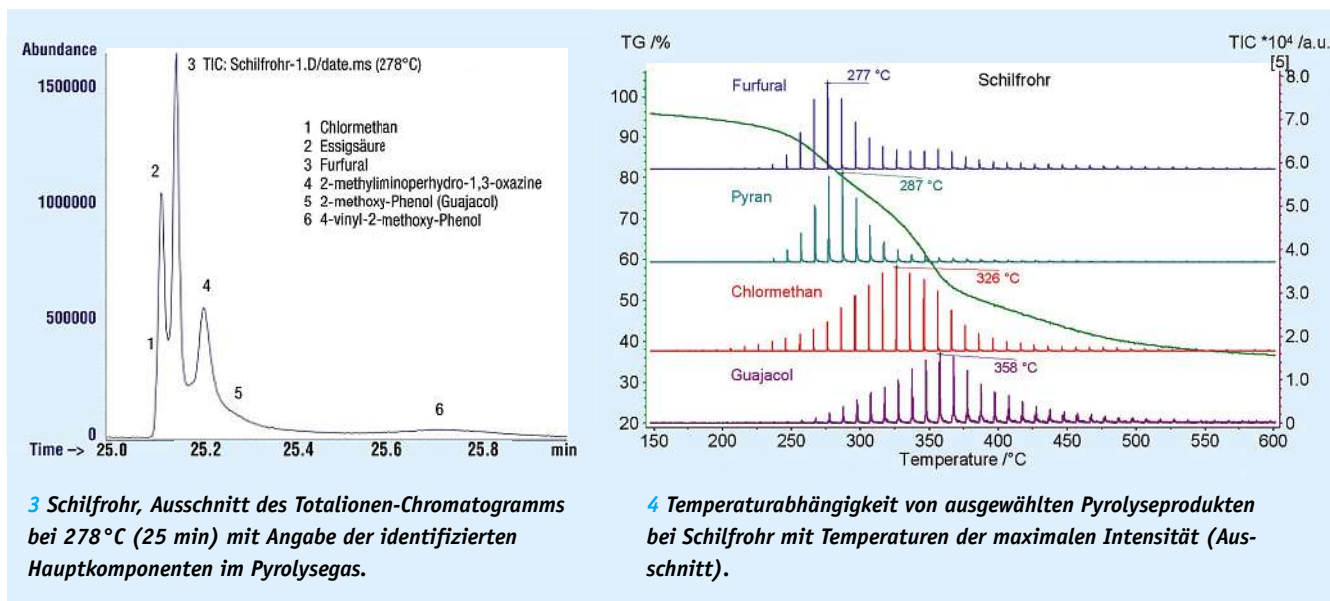 Abundance
3 TIC: Schilfrohr-1.D/date.ms (278°C)
1500000
1 Chlormethan
2 Essigsäure
3 Furfural
4 2-methyliminoperhydro-1,3-oxazine
5 2-methoxy-Phenol (Guajacol)
6 4-vinyl-2-methoxy-Phenol
2
1000000
4
500000
1
5
6
0
Time –> 25.0 25.2 25.4 25.6 25.8 min
3 Schilfrohr, Ausschnitt des Totalionen-Chromatogramms
bei 278°C (25 min) mit Angabe der identifizierten
Hauptkomponenten im Pyrolysegas.
TG /%
TIC *10⁴ /a.u.
[5]
277 °C
Schilfrohr
8.0
Furfural
100
7.0
90
6.0
80
287 °C
Pyran
5.0
70
4.0
60
326 °C
Chlormethan
3.0
50
2.0
40
358 °C
Guajacol
1.0
30
20
0
150 200 250 300 350 400 450 500 550 600
Temperature /°C
4 Temperaturabhängigkeit von ausgewählten Pyrolyseprodukten
bei Schilfrohr mit Temperaturen der maximalen Intensität (Aus-
schnitt).